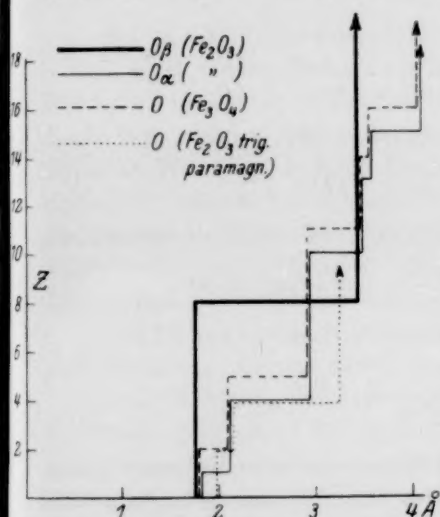 Oβ (Fe₂O₃)
Oα ( " )
O (Fe₃O₄)
O (Fe₂O₃ trig.
paramagn.)
18
16
14
Z
10
8
6
4
2
1 2 3 4 Å